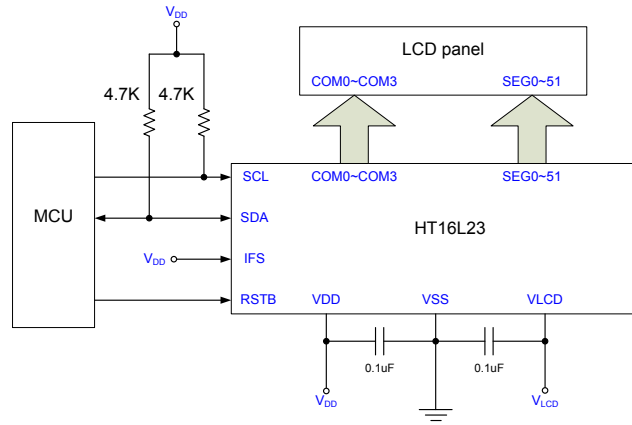 VDD
LCD panel
COM0~COM3 SEG0~51
4.7K 4.7K
MCU
SCL COM0~COM3 SEG0~51
SDA
HT16L23
VDD IFS
RSTB VDD VSS VLCD
0.1uF 0.1uF
VDD VLCD